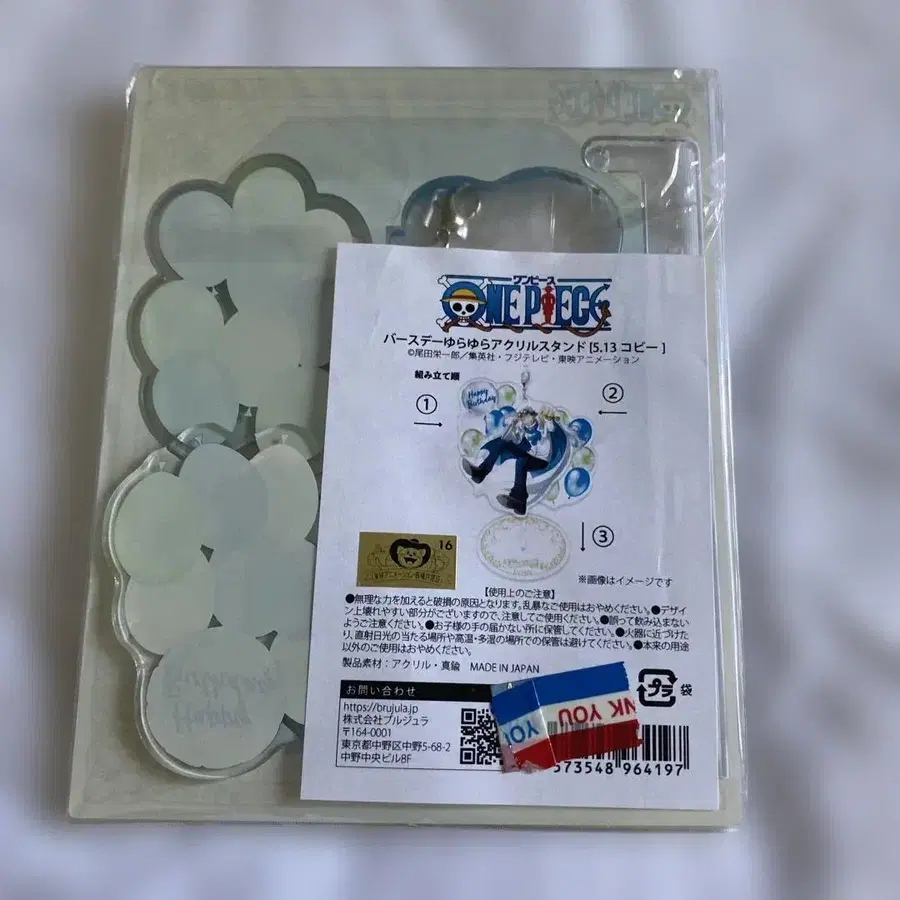 ワンピース
ONE PIECE
バースデーゆらゆらアクリルスタンド[5.13 コビー]
©尾田栄一郎／集英社・フジテレビ・東映アニメーション
組み立て順
①
②
Happy Birthday
③
16
※画像はイメージです
【使用上のご注意】
●無理な力を加えると破損の原因となります。乱暴なご使用はおやめください。●デザイン
上壊れやすい部分がございますので、注意してご使用ください。●誤って飲み込まない
ようご注意ください。●お子様の手の届かない所に保管してください。●火器に近づけた
り、直射日光の当たる場所や高温・多湿の場所での保管は避けてください。●本来の用途
以外のご使用はおやめください。
製品素材：アクリル・真鍮 MADE IN JAPAN
お問い合わせ
https://brujula.jp
株式会社ブルジュラ
〒164-0001
東京都中野区中野5-68-2
中野中央ビル8F
プラ 袋
NK YOU
YO
573548 964197
Birthday
Happy